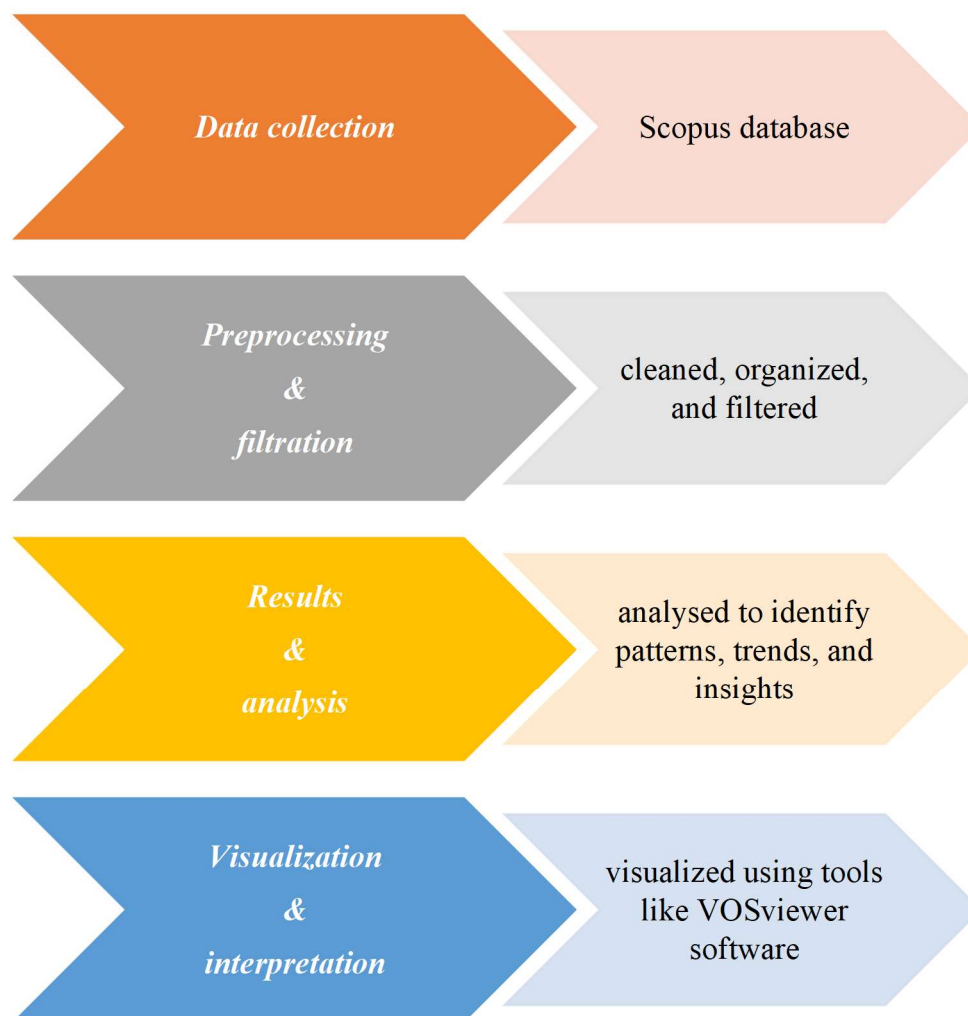 Data collection
Scopus database
Preprocessing
&
filtration
cleaned, organized,
and filtered
Results
&
analysis
analysed to identify
patterns, trends, and
insights
Visualization
&
interpretation
visualized using tools
like VOSviewer
software